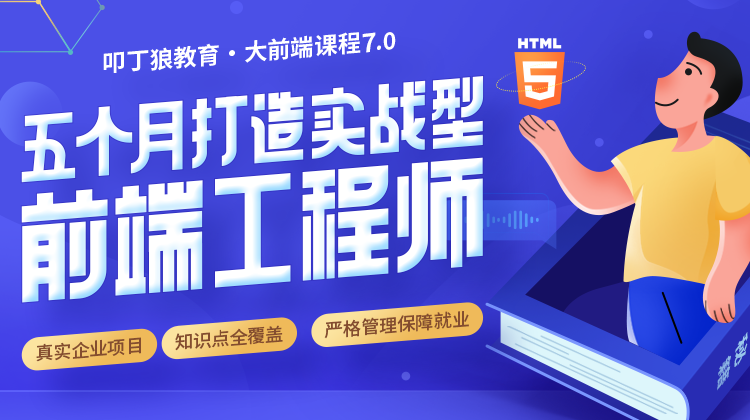 叩丁狼教育·大前端课程7.0
HTML
5
五个月打造实战型
前端工程师
真实企业项目
知识点全覆盖
严格管理保障就业